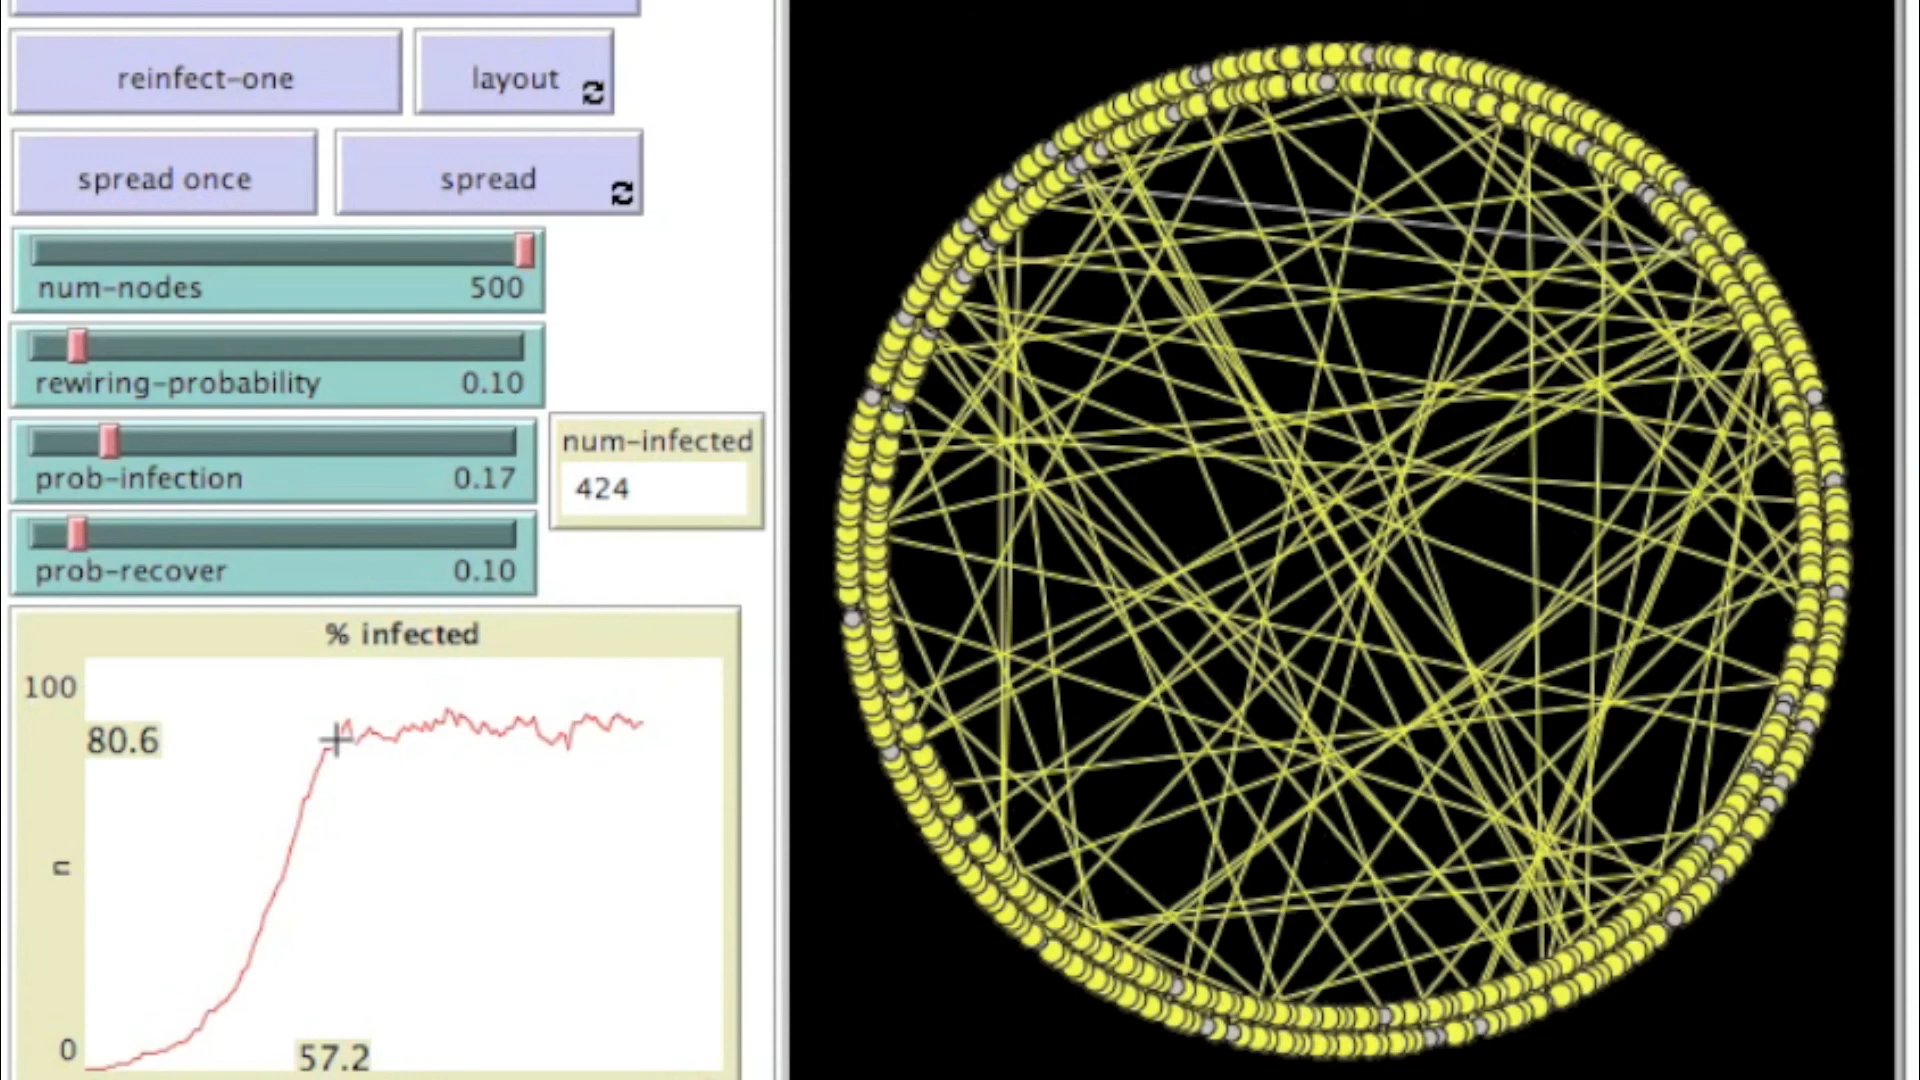 reinfect-one
layout
spread once
spread
num-nodes 500
rewiring-probability 0.10
prob-infection 0.17
num-infected
424
prob-recover 0.10
% infected
100
80.6
n
0
57.2